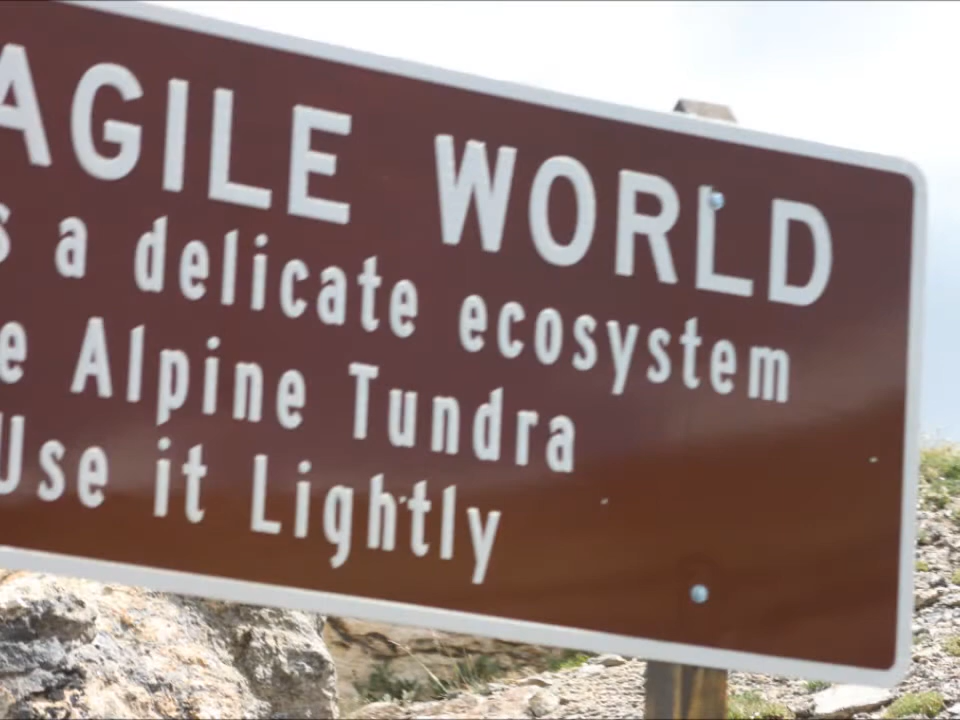 AGILE WORLD
s a delicate ecosystem
e Alpine Tundra
Use it Lightly